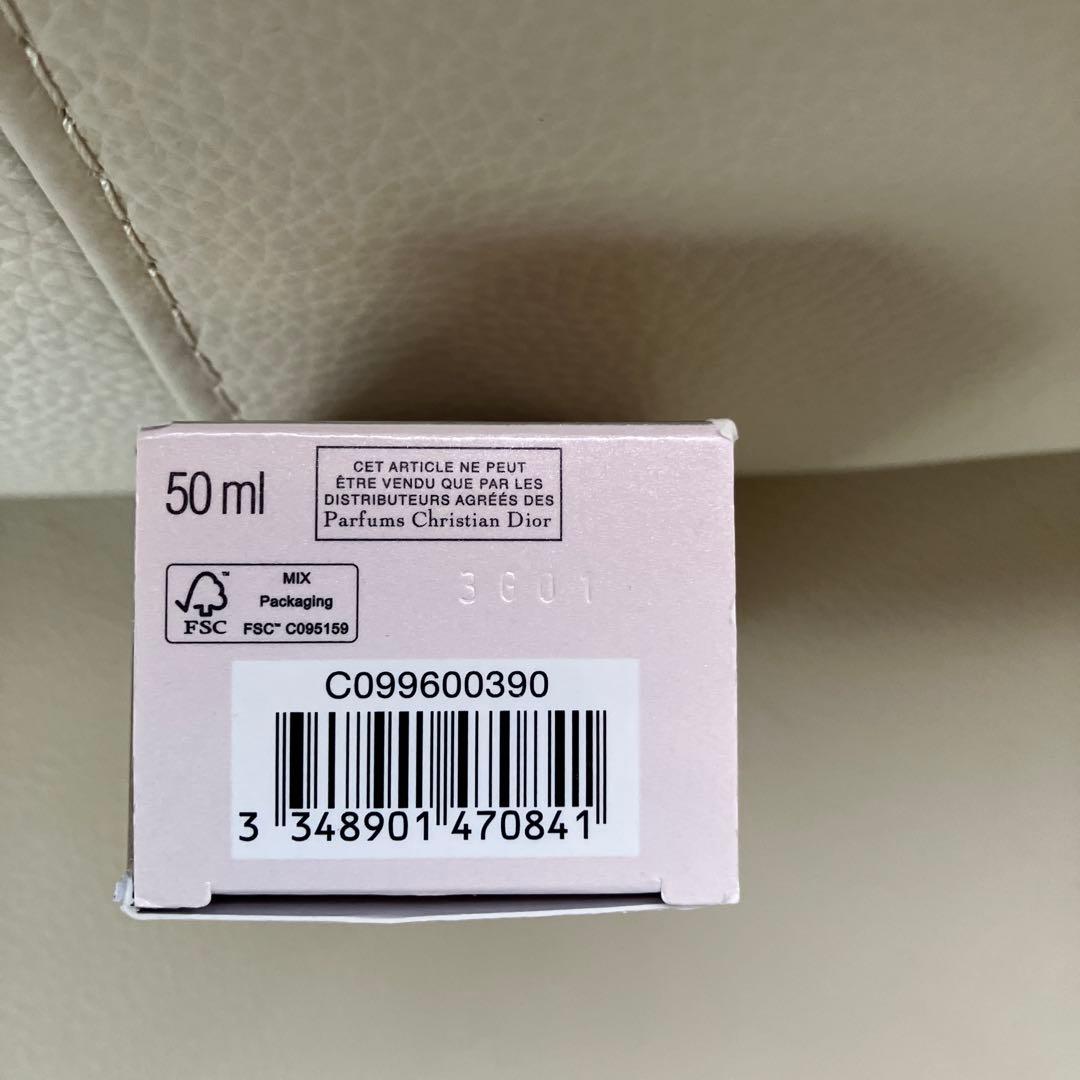 50 ml
CET ARTICLE NE PEUT
ÊTRE VENDU QUE PAR LES
DISTRIBUTEURS AGRÉÉS DES
Parfums Christian Dior
3G01
FSC™
MIX
Packaging
FSC™ C095159
C099600390
3 348901 470841